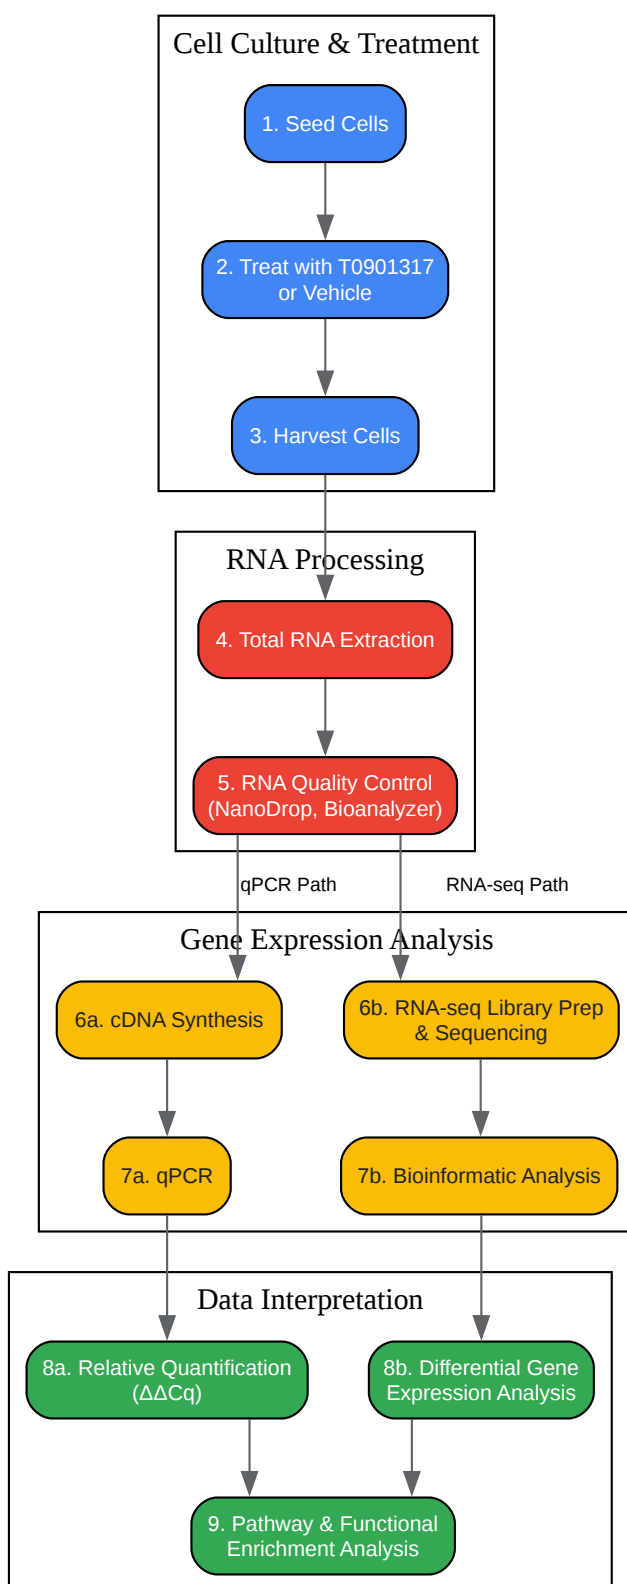 Cell Culture & Treatment
1. Seed Cells
2. Treat with T0901317
or Vehicle
3. Harvest Cells
RNA Processing
4. Total RNA Extraction
5. RNA Quality Control
(NanoDrop, Bioanalyzer)
qPCR Path
RNA-seq Path
Gene Expression Analysis
6a. cDNA Synthesis
6b. RNA-seq Library Prep
& Sequencing
7a. qPCR
7b. Bioinformatic Analysis
Data Interpretation
8a. Relative Quantification
(ΔΔCq)
8b. Differential Gene
Expression Analysis
9. Pathway & Functional
Enrichment Analysis